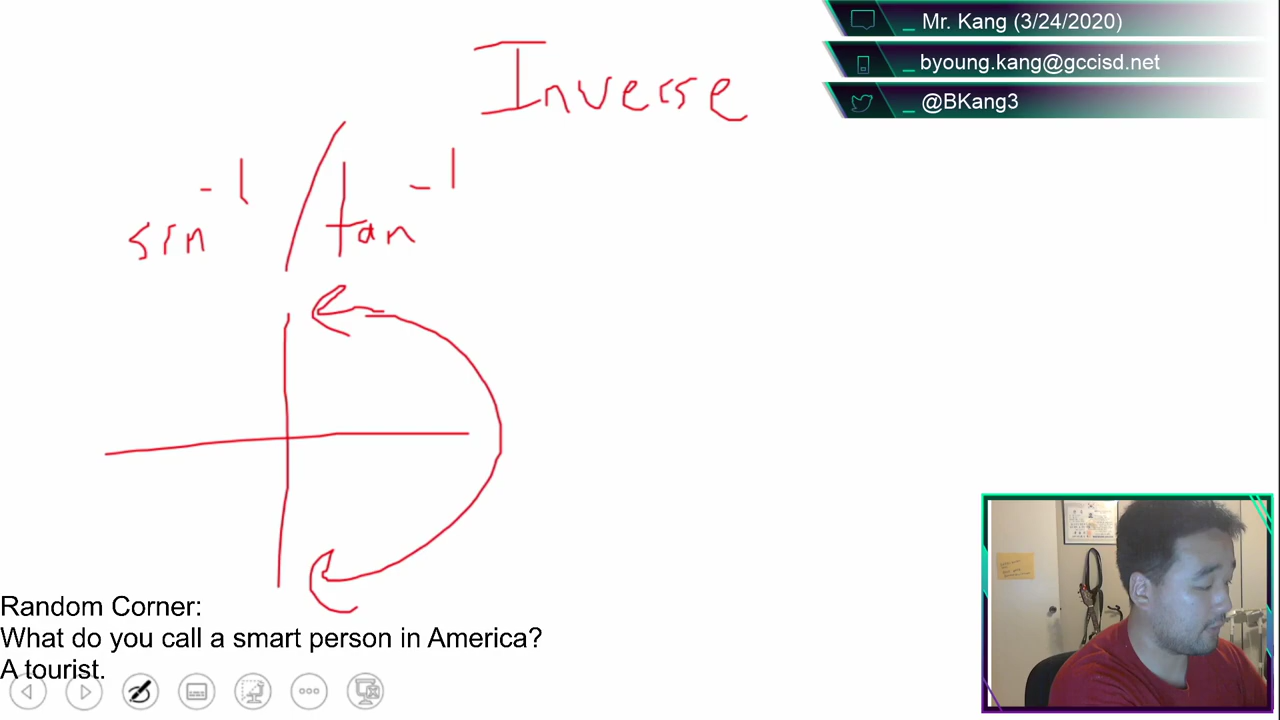 Mr. Kang (3/24/2020)
byoung.kang@gccisd.net
@BKang3
Inverse
sin⁻¹ / tan⁻¹
Random Corner:
What do you call a smart person in America?
A tourist.